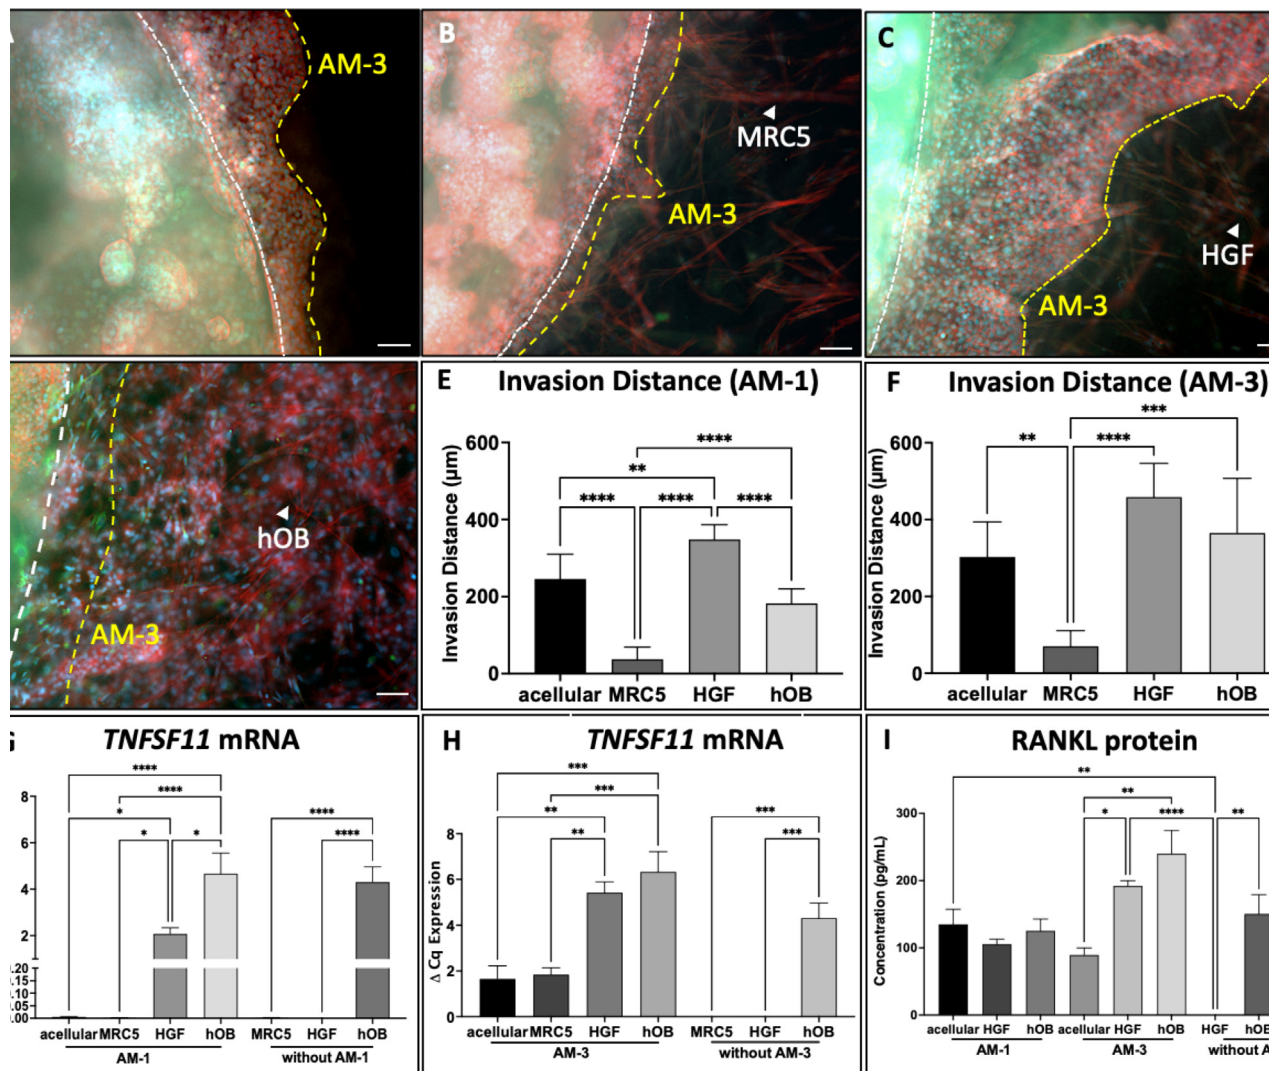 AM-3
B
MRC5
AM-3
C
HGF
AM-3
hOB
AM-3
E Invasion Distance (AM-1)
**** 
**
**** **** ****
Invasion Distance (µm)
600
400
200
0
acellular MRC5 HGF hOB
F Invasion Distance (AM-3)
***
** ****
Invasion Distance (µm)
600
400
200
0
acellular MRC5 HGF hOB
TNFSF11 mRNA
****
****
* ****
* * ****
8
6
4
2
acellular MRC5 HGF hOB MRC5 HGF hOB
AM-1 without AM-1
H TNFSF11 mRNA
***
***
** ***
** ***
Δ Cq Expression
8
6
4
2
0
acellular MRC5 HGF hOB MRC5 HGF hOB
AM-3 without AM-3
I RANKL protein
**
**
* **** **
Concentration (pg/mL)
300
200
100
0
acellular HGF hOB acellular HGF hOB HGF hOB
AM-1 AM-3 without